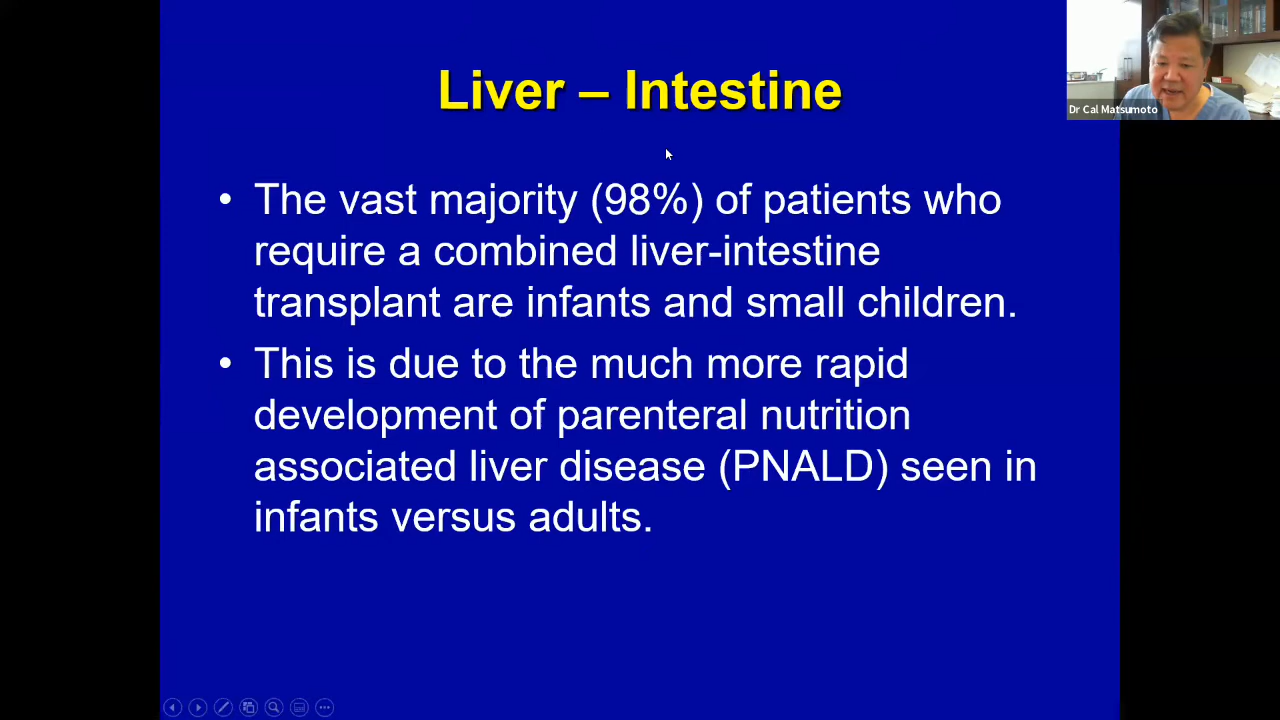 Liver – Intestine
Dr Cal Matsumoto
• The vast majority (98%) of patients who
require a combined liver-intestine
transplant are infants and small children.
• This is due to the much more rapid
development of parenteral nutrition
associated liver disease (PNALD) seen in
infants versus adults.